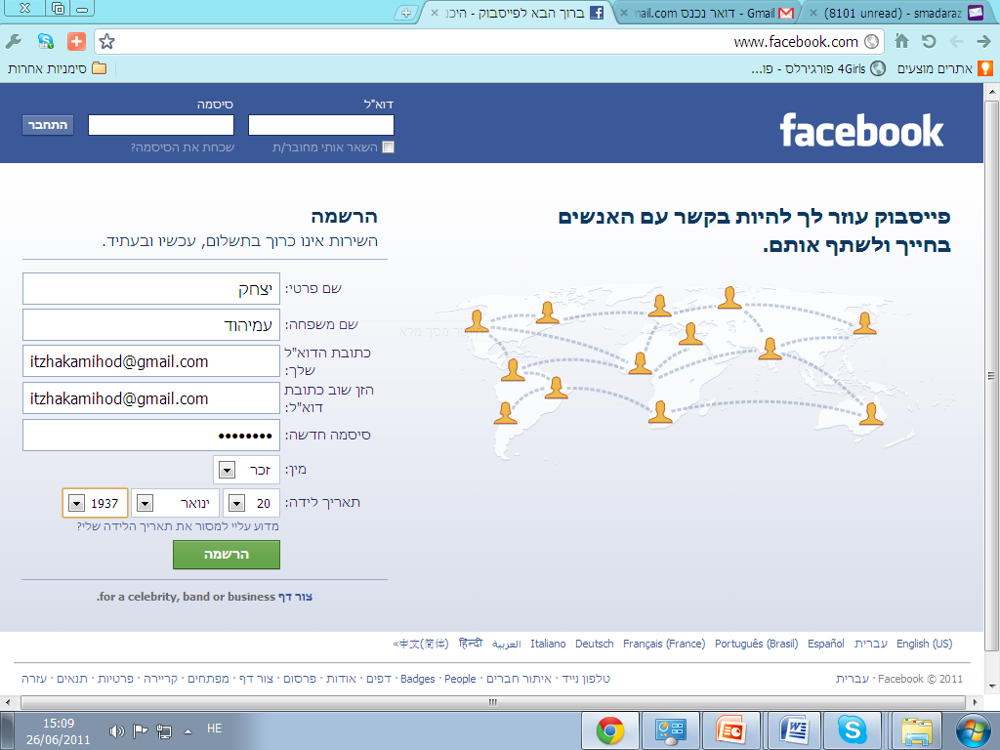 (8101 unread) - smadaraz
Gmail - דואר נכנס
mail.com
ברוך הבא לפייסבוק - היכנ
www.facebook.com
אתרים מוצעים
4Girls פורגירלס - פו...
סימניות אחרות
facebook
דוא"ל
סיסמה
התחבר
השאר אותי מחובר/ת
שכחת את הסיסמה?
פייסבוק עוזר לך להיות בקשר עם האנשים
בחייך ולשתף אותם.
הרשמה
השירות אינו כרוך בתשלום, עכשיו ובעתיד.
שם פרטי:
יצחק
שם משפחה:
עמיהוד
כתובת הדוא"ל
שלך:
itzhakamihod@gmail.com
הזן שוב כתובת
דוא"ל:
itzhakamihod@gmail.com
סיסמה חדשה:
••••••••
מין:
זכר
תאריך לידה:
20
ינואר
1937
מדוע עליי למסור את תאריך הלידה שלי?
הרשמה
צור דף for a celebrity, band or business.
English (US) עברית Español Português (Brasil) Français (France) Deutsch Italiano العربية हिन्दी 中文(简体) »
Facebook © 2011 · עברית
טלפון נייד · איתור חברים · People · Badges · דפים · אודות · פרסום · צור דף · מפתחים · קריירה · פרטיות · תנאים · עזרה
HE
15:09
26/06/2011